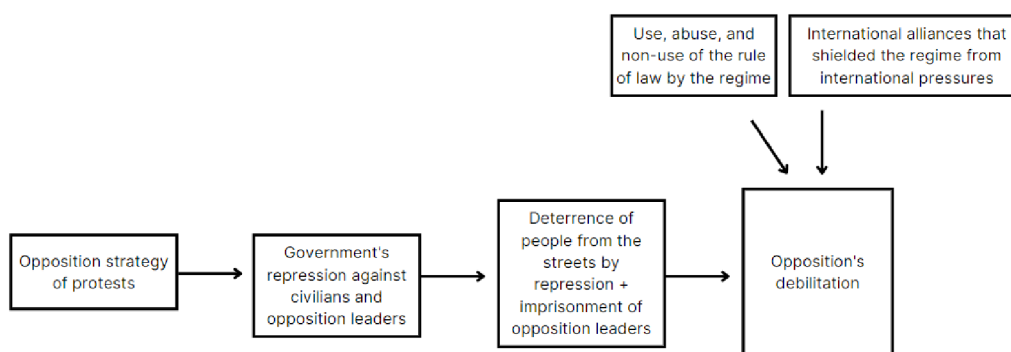 Use, abuse, and
non-use of the rule
of law by the regime
International alliances that
shielded the regime from
international pressures
Opposition strategy
of protests
Government's
repression against
civilians and
opposition leaders
Deterrence of
people from the
streets by
repression +
imprisonment of
opposition leaders
Opposition's
debilitation